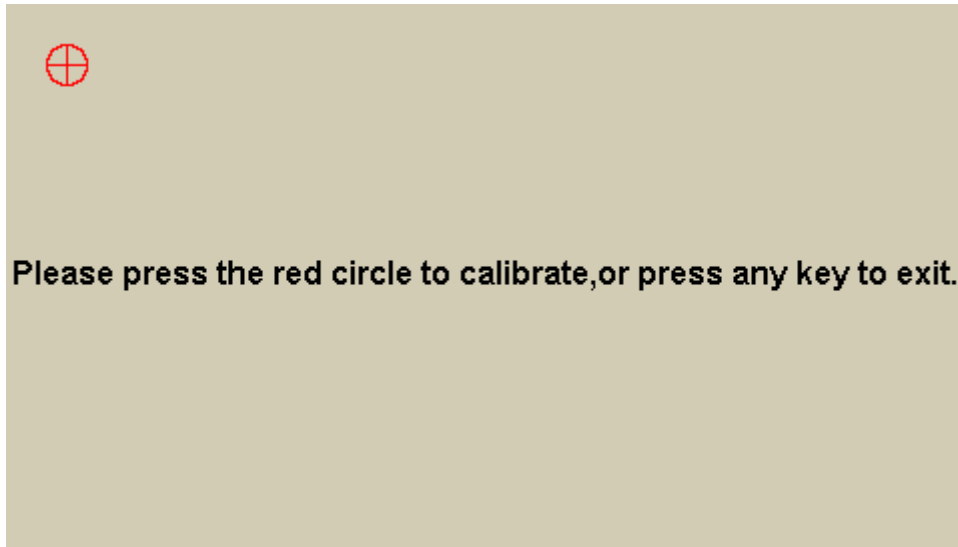 Please press the red circle to calibrate,or press any key to exit.